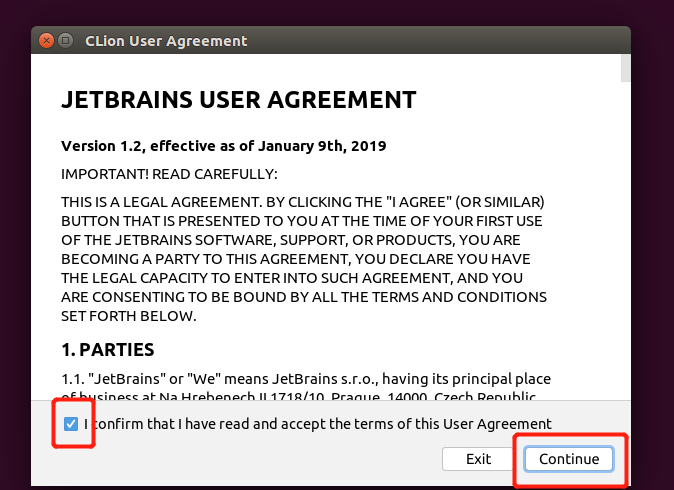 CLion User Agreement
JETBRAINS USER AGREEMENT
Version 1.2, effective as of January 9th, 2019
IMPORTANT! READ CAREFULLY:
THIS IS A LEGAL AGREEMENT. BY CLICKING THE "I AGREE" (OR SIMILAR)
BUTTON THAT IS PRESENTED TO YOU AT THE TIME OF YOUR FIRST USE
OF THE JETBRAINS SOFTWARE, SUPPORT, OR PRODUCTS, YOU ARE
BECOMING A PARTY TO THIS AGREEMENT, YOU DECLARE YOU HAVE
THE LEGAL CAPACITY TO ENTER INTO SUCH AGREEMENT, AND YOU
ARE CONSENTING TO BE BOUND BY ALL THE TERMS AND CONDITIONS
SET FORTH BELOW.
1. PARTIES
1.1. "JetBrains" or "We" means JetBrains s.r.o., having its principal place
of business at Na Hrebenech II 1718/10, Prague, 14000, Czech Republic
I confirm that I have read and accept the terms of this User Agreement
Exit
Continue